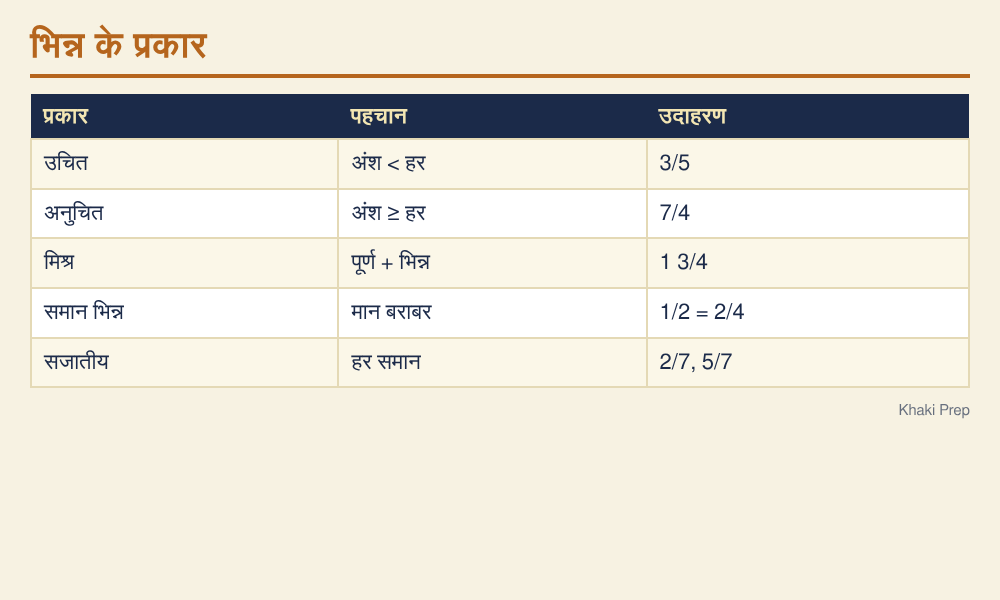 भिन्न के प्रकार
प्रकार पहचान उदाहरण
उचित अंश < हर 3/5
अनुचित अंश ≥ हर 7/4
मिश्र पूर्ण + भिन्न 1 3/4
समान भिन्न मान बराबर 1/2 = 2/4
सजातीय हर समान 2/7, 5/7
Khaki Prep